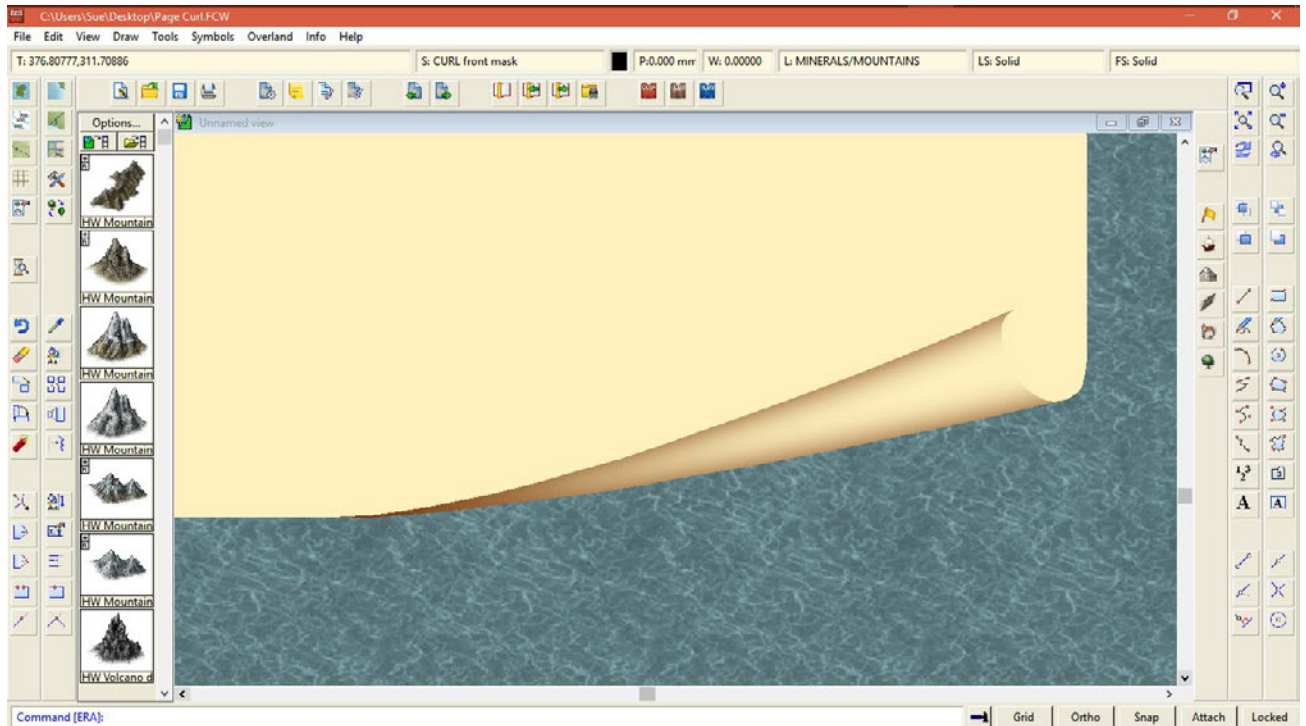 C:\Users\Sue\Desktop\Page Curl.FCW
File Edit View Draw Tools Symbols Overland Info Help
T: 376.80777,311.70886 S: CURL front mask P:0.000 mm W: 0.00000 L: MINERALS/MOUNTAINS LS: Solid FS: Solid
Options...
Unnamed view
HW Mountain
HW Mountain
HW Mountain
HW Mountain
HW Mountain
HW Mountain
HW Volcano d
Command [ERA]:
Grid Ortho Snap Attach Locked